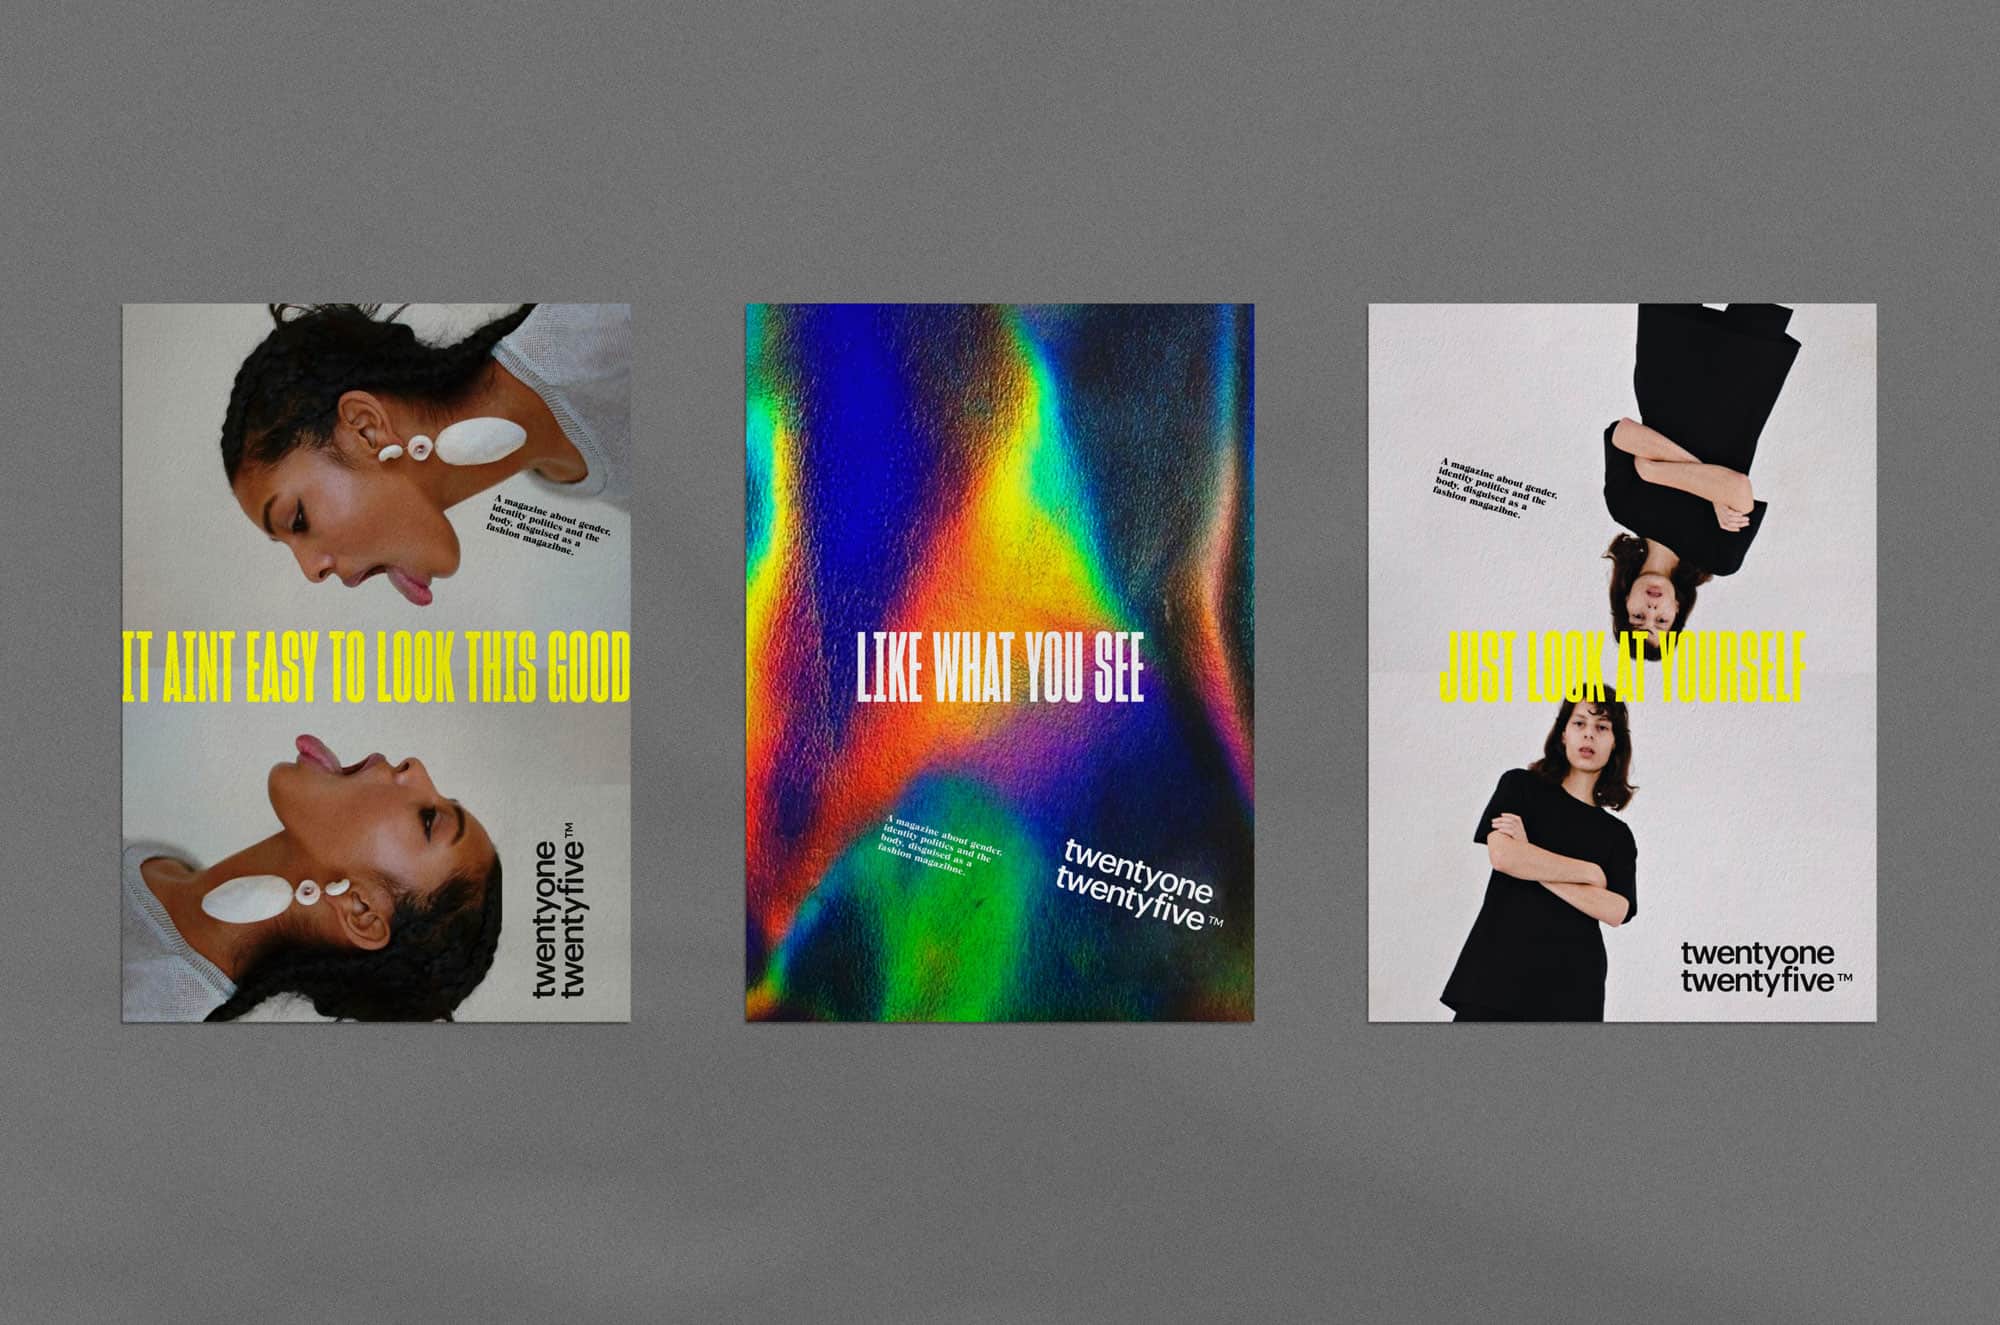 A magazine about gender,
identity politics and the
body, disguised as a
fashion magazibne.
IT AINT EASY TO LOOK THIS GOOD
twentyone
twentyfive™
LIKE WHAT YOU SEE
A magazine about gender,
identity politics and the
body, disguised as a
fashion magazibne.
twentyone
twentyfive™
A magazine about gender,
identity politics and the
body, disguised as a
fashion magazibne.
JUST LOOK AT YOURSELF
twentyone
twentyfive™